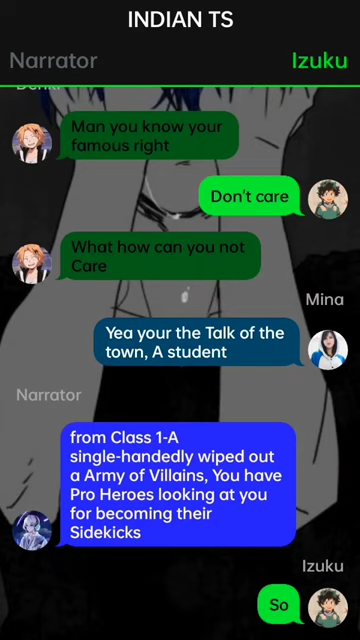 INDIAN TS
Narrator
Izuku
Denki
Man you know your
famous right
Don't care
What how can you not
Care
Mina
Yea your the Talk of the
town, A student
Narrator
from Class 1-A
single-handedly wiped out
a Army of Villains, You have
Pro Heroes looking at you
for becoming their
Sidekicks
Izuku
So